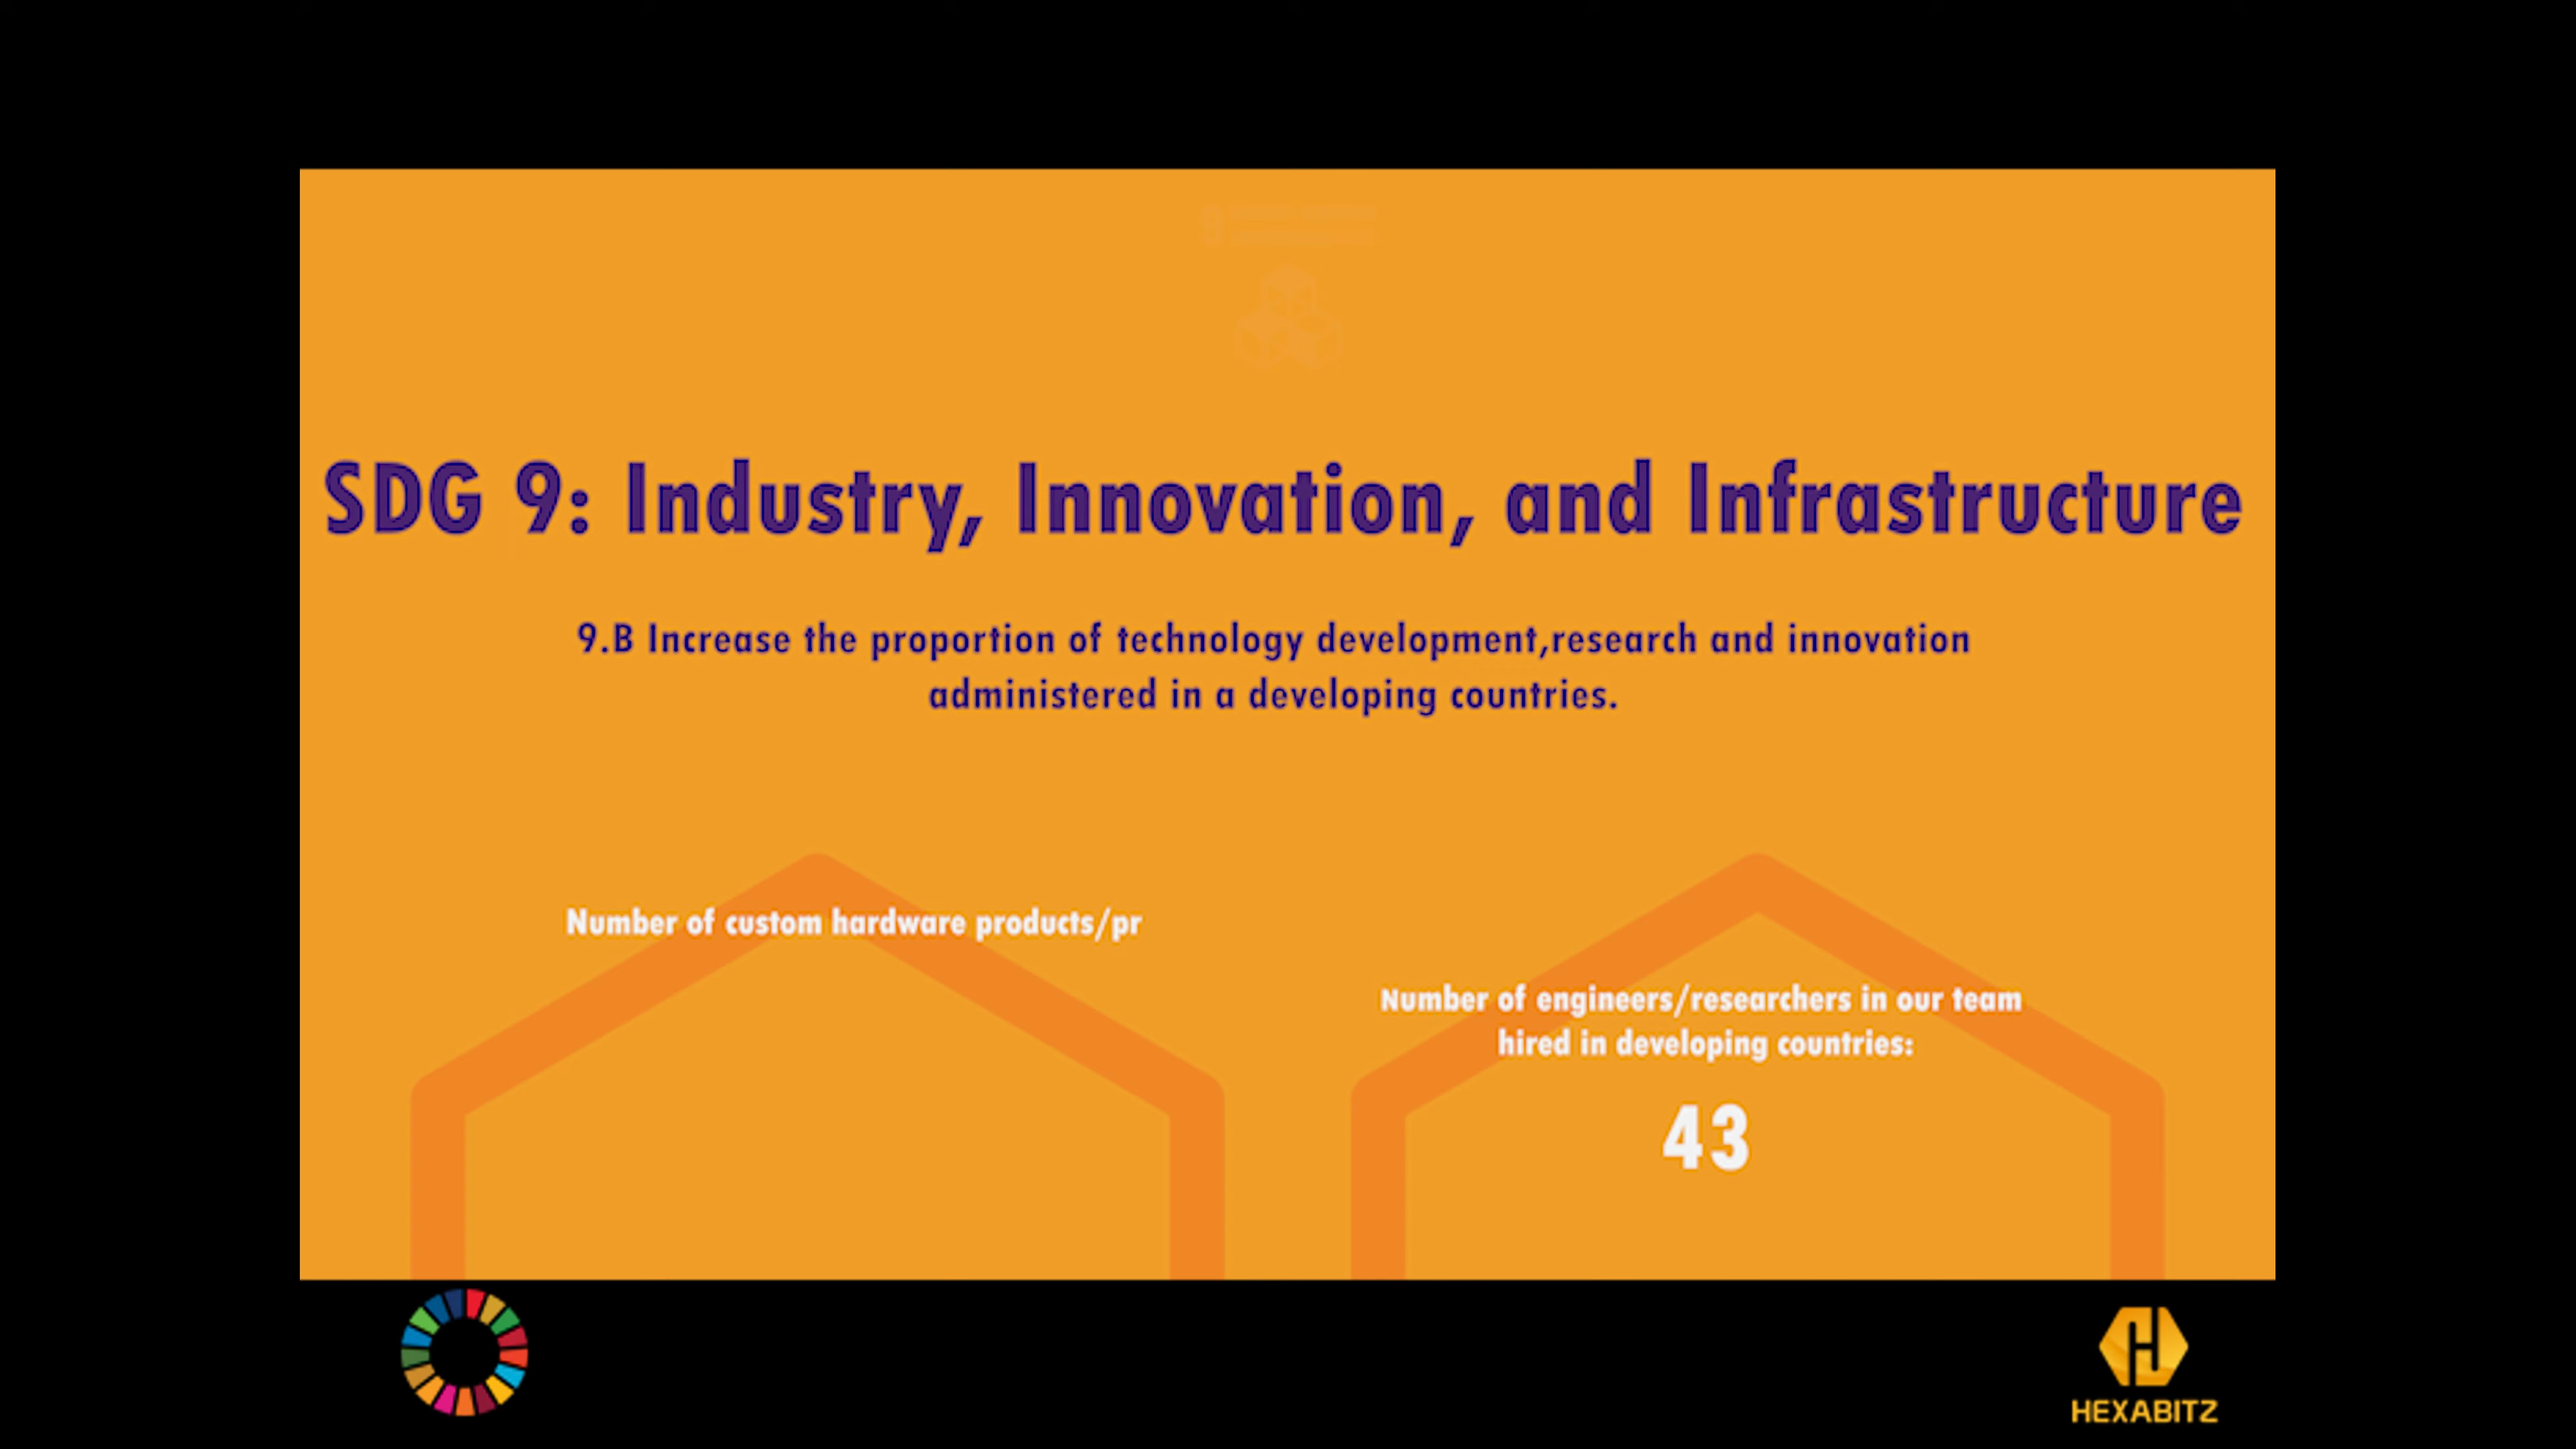 SDG 9: Industry, Innovation, and Infrastructure
9.B Increase the proportion of technology development,research and innovation
administered in a developing countries.
Number of custom hardware products/pr
Number of engineers/researchers in our team
hired in developing countries:
43
HEXABITZ